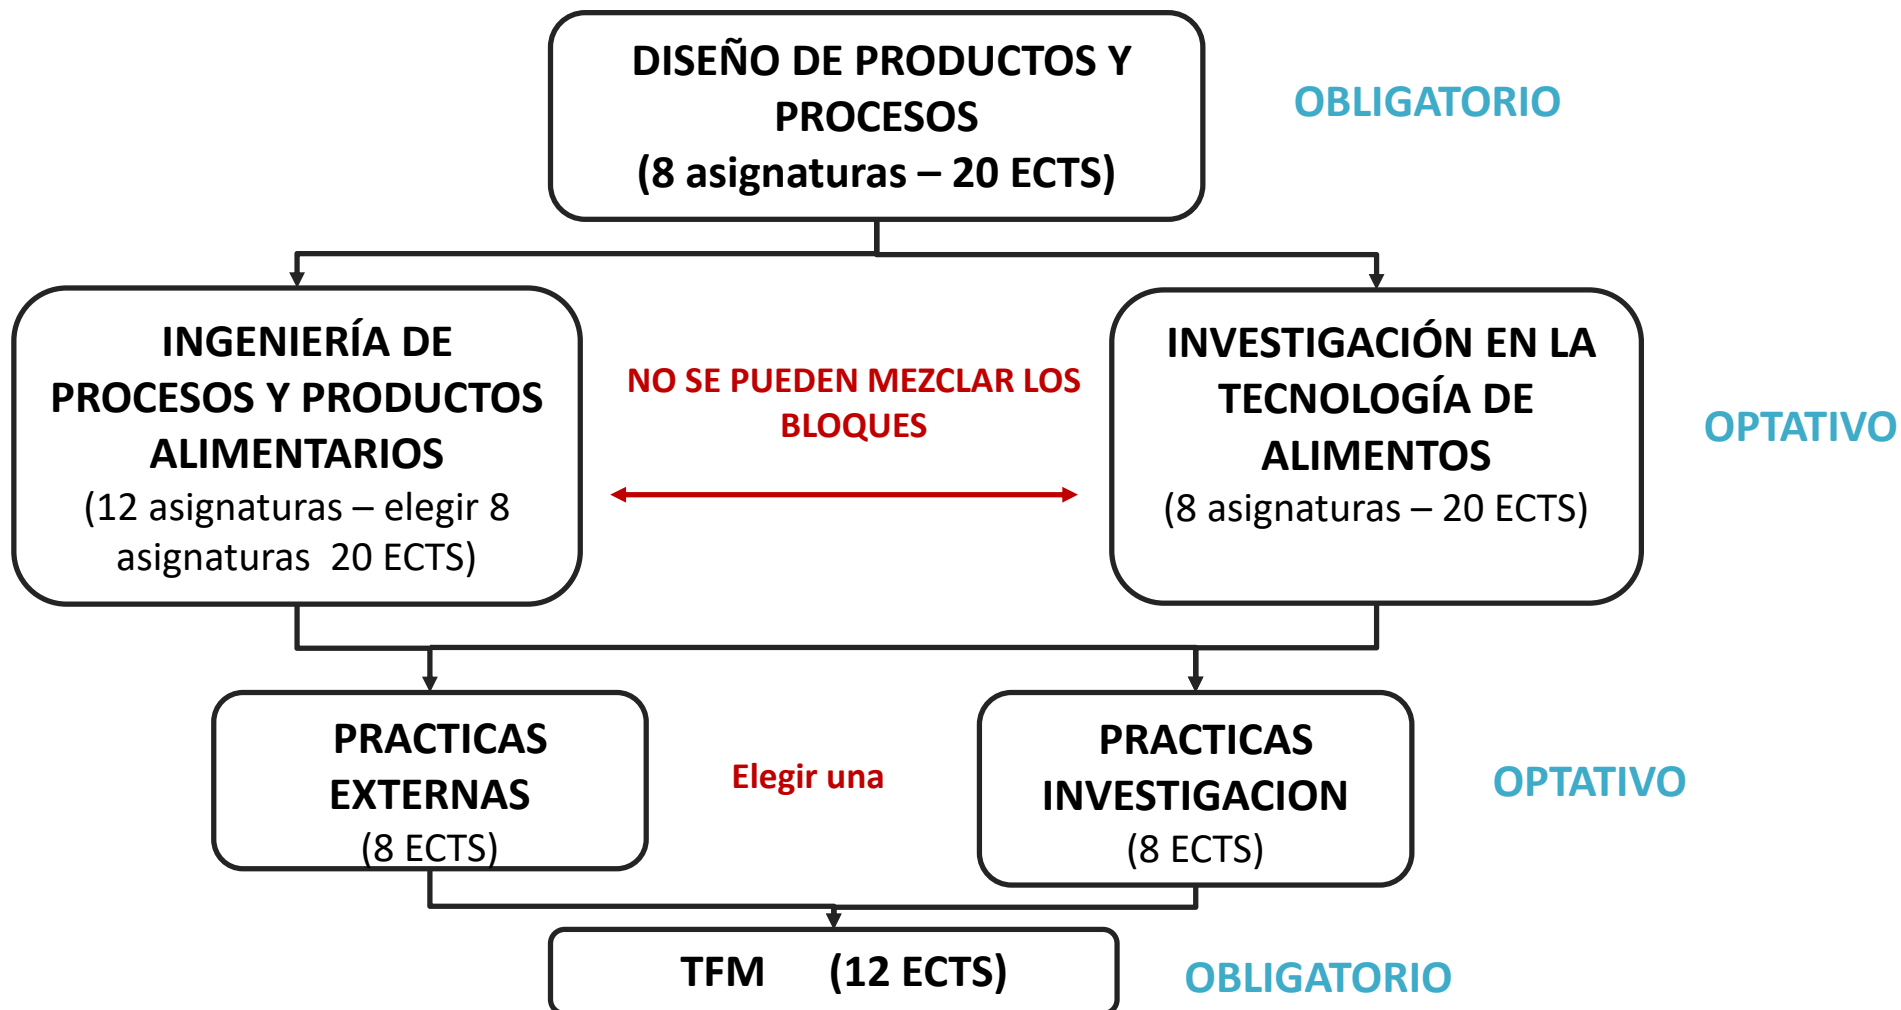 DISEÑO DE PRODUCTOS Y
PROCESOS
(8 asignaturas – 20 ECTS)
OBLIGATORIO
INGENIERÍA DE
PROCESOS Y PRODUCTOS
ALIMENTARIOS
(12 asignaturas – elegir 8
asignaturas  20 ECTS)
NO SE PUEDEN MEZCLAR LOS
BLOQUES
INVESTIGACIÓN EN LA
TECNOLOGÍA DE
ALIMENTOS
(8 asignaturas – 20 ECTS)
OPTATIVO
PRACTICAS
EXTERNAS
(8 ECTS)
Elegir una
PRACTICAS
INVESTIGACION
(8 ECTS)
OPTATIVO
TFM (12 ECTS)
OBLIGATORIO